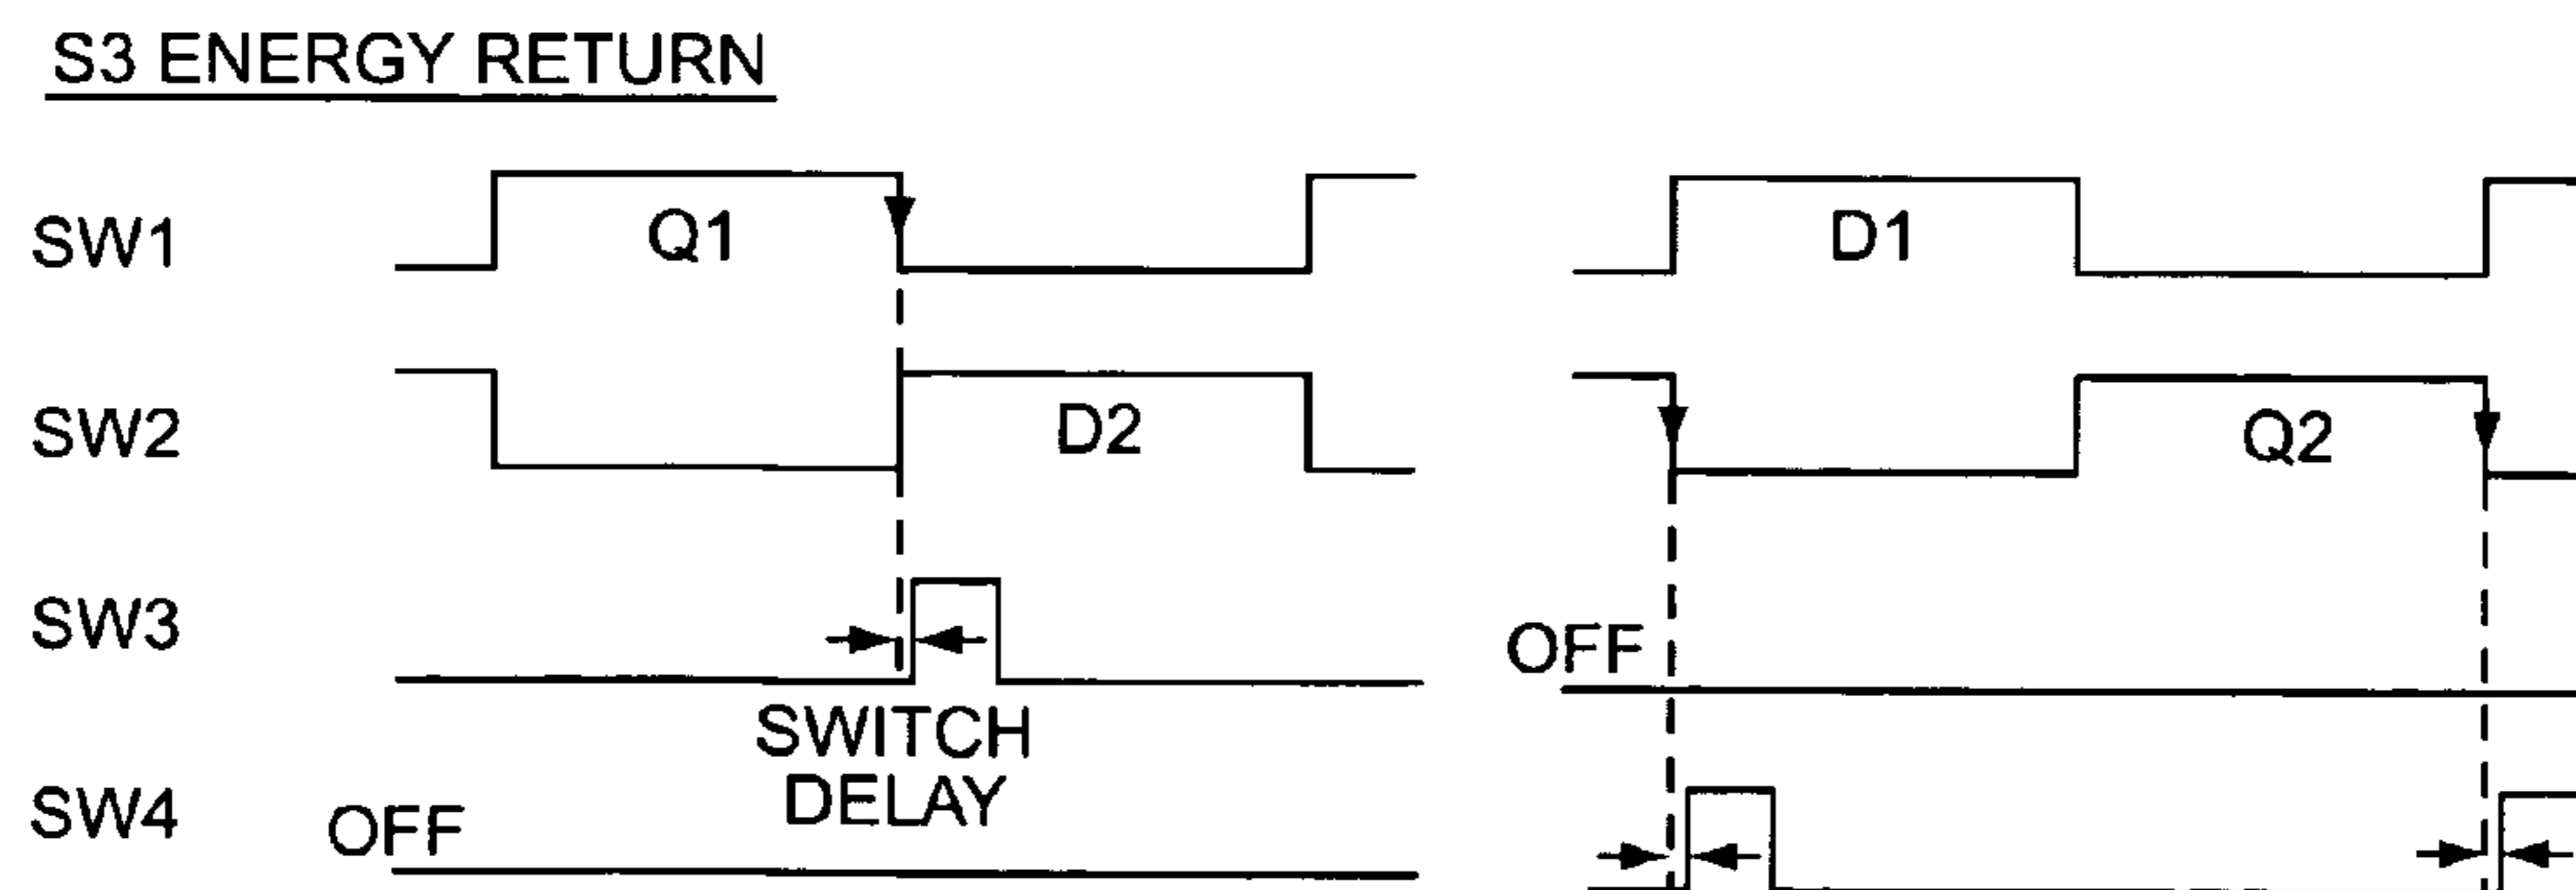 S3 ENERGY RETURN
SW1
Q1
D1
SW2
D2
Q2
SW3
OFF
SWITCH
DELAY
SW4
OFF